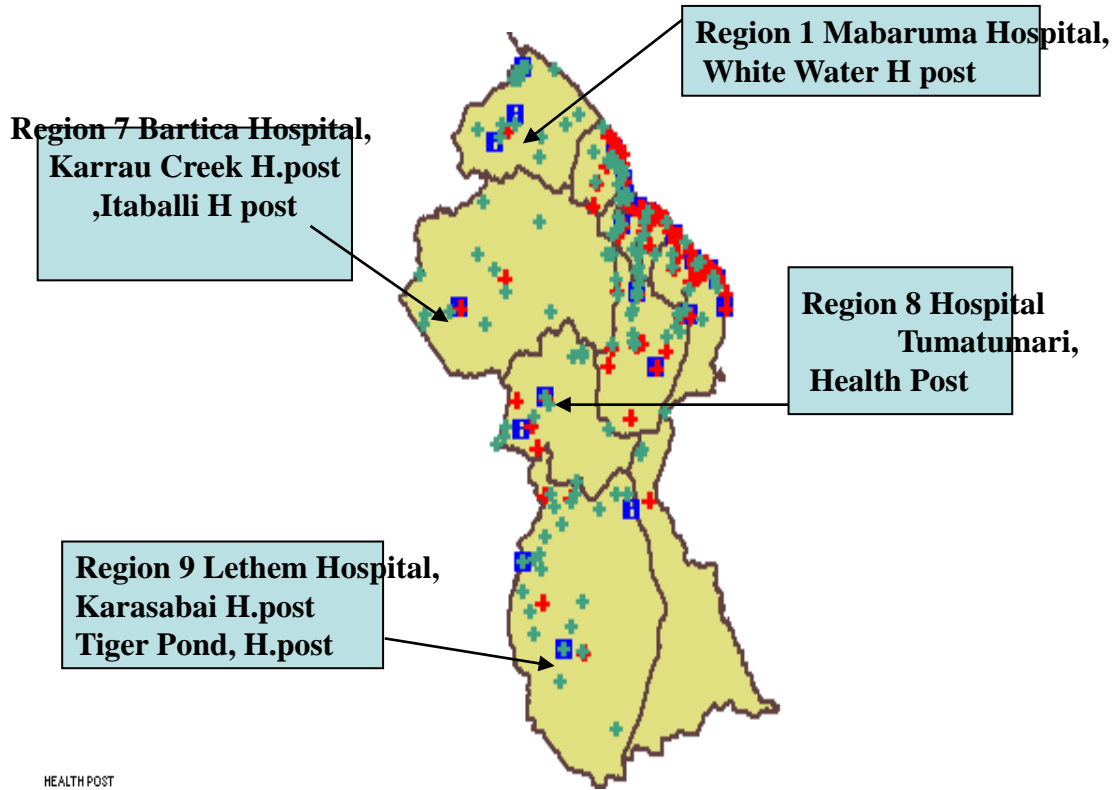 Region 1 Mabaruma Hospital,
White Water H post
Region 7 Bartica Hospital,
Karrau Creek H.post
,Itaballi H post
Region 8 Hospital
Tumatumari,
Health Post
Region 9 Lethem Hospital,
Karasabai H.post
Tiger Pond, H.post
HEALTH POST